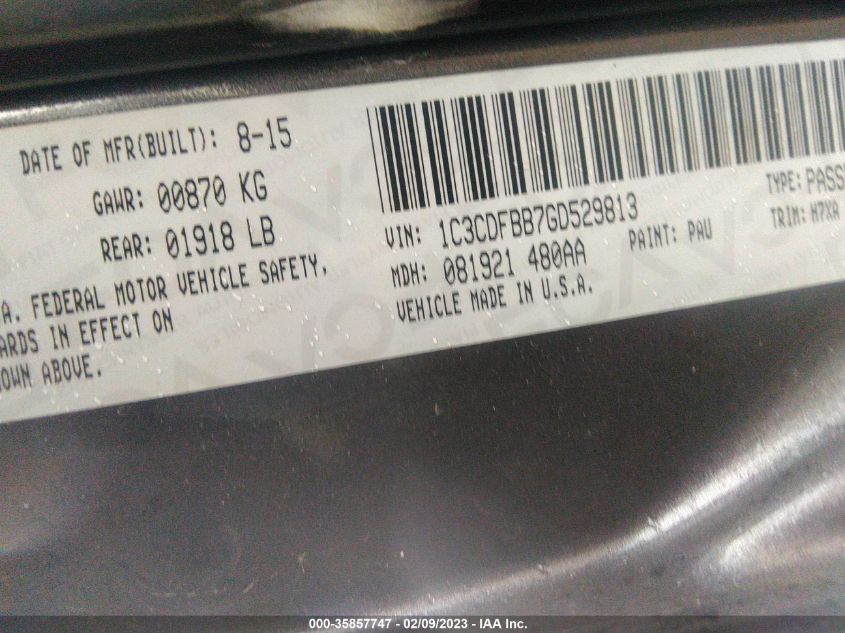 DATE OF MFR(BUILT): 8-15
GAWR: 00870 KG
REAR: 01918 LB
A. FEDERAL MOTOR VEHICLE SAFETY,
ARDS IN EFFECT ON
OWN ABOVE.
VIN: 1C3CDFBB7GD529813
TYPE: PASS
MDH: 081921 480AA
PAINT: PAU
TRIM: H7XA
VEHICLE MADE IN U.S.A.
000-35857747 - 02/09/2023 - IAA Inc.